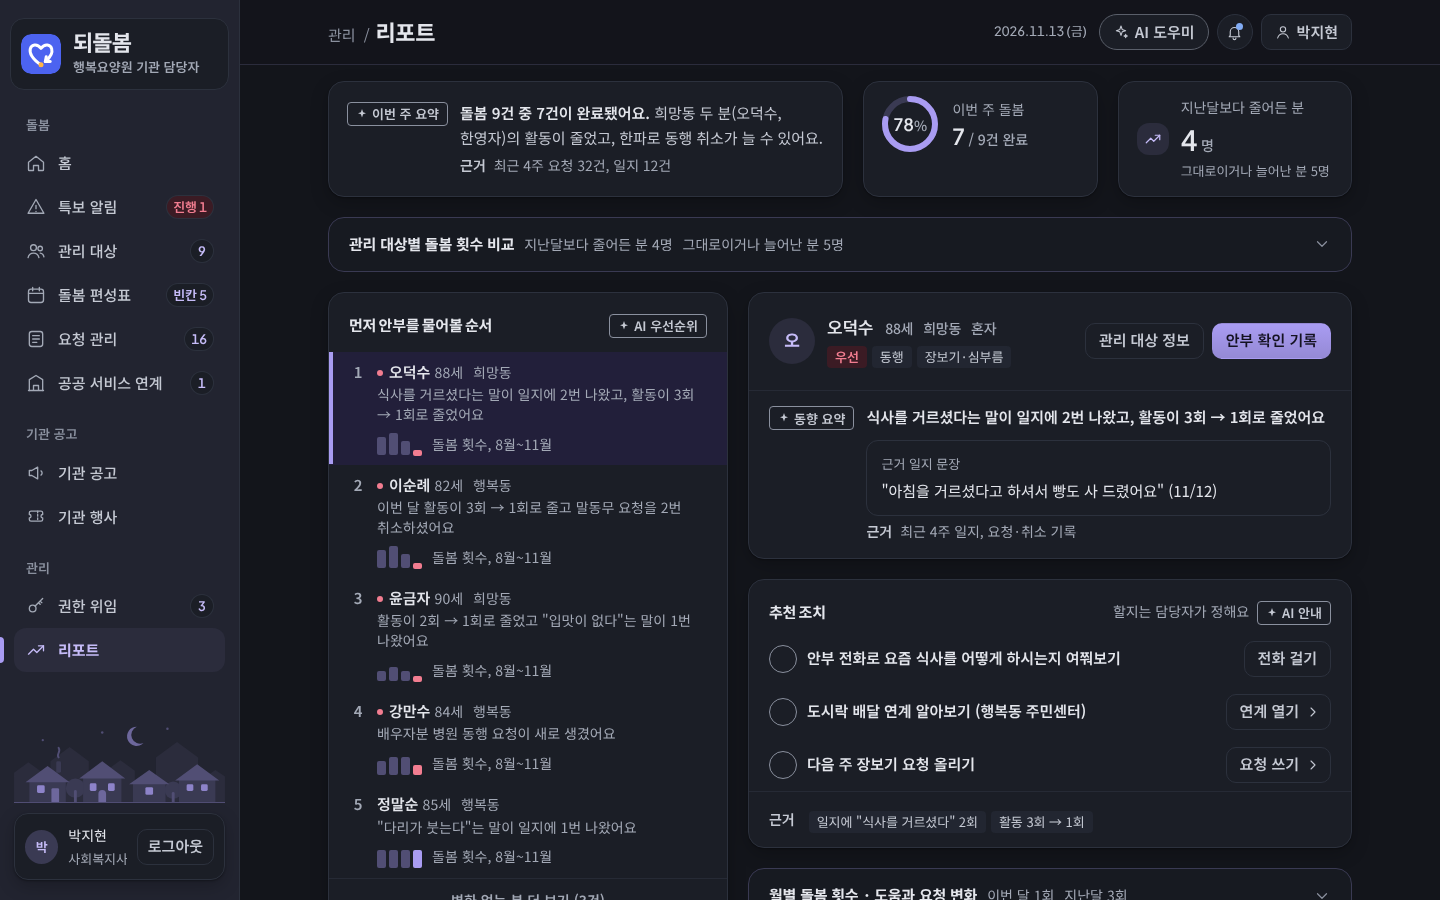 되돌봄
행복요양원 기관 담당자
돌봄
홈
특보 알림 진행 1
관리 대상 9
돌봄 편성표 빈칸 5
요청 관리 16
공공 서비스 연계 1
기관 공고
기관 공고
기관 행사
관리
권한 위임 3
리포트
박 박지현
사회복지사
로그아웃
관리 / 리포트
2026.11.13(금) AI 도우미 박지현
이번 주 요약 돌봄 9건 중 7건이 완료됐어요. 희망동 두 분(오덕수,
한영자)의 활동이 줄었고, 한파로 동행 취소가 늘 수 있어요.
근거 최근 4주 요청 32건, 일지 12건
78%
이번 주 돌봄
7 / 9건 완료
지난달보다 줄어든 분
4 명
그대로이거나 늘어난 분 5명
관리 대상별 돌봄 횟수 비교 지난달보다 줄어든 분 4명 그대로이거나 늘어난 분 5명
먼저 안부를 물어볼 순서 AI 우선순위
1 오덕수 88세 희망동
식사를 거르셨다는 말이 일지에 2번 나왔고, 활동이 3회
→ 1회로 줄었어요
돌봄 횟수, 8월~11월
2 이순례 82세 행복동
이번 달 활동이 3회 → 1회로 줄고 말동무 요청을 2번
취소하셨어요
돌봄 횟수, 8월~11월
3 윤금자 90세 희망동
활동이 2회 → 1회로 줄었고 "입맛이 없다"는 말이 1번
나왔어요
돌봄 횟수, 8월~11월
4 강만수 84세 행복동
배우자분 병원 동행 요청이 새로 생겼어요
돌봄 횟수, 8월~11월
5 정말순 85세 행복동
"다리가 붓는다"는 말이 일지에 1번 나왔어요
돌봄 횟수, 8월~11월
변화 없는 분 더 보기 (3건)
오 오덕수 88세 희망동 혼자
우선 동행 장보기·심부름
관리 대상 정보 안부 확인 기록
동향 요약 식사를 거르셨다는 말이 일지에 2번 나왔고, 활동이 3회 → 1회로 줄었어요
근거 일지 문장
"아침을 거르셨다고 하셔서 빵도 사 드렸어요" (11/12)
근거 최근 4주 일지, 요청·취소 기록
추천 조치 할지는 담당자가 정해요 AI 안내
안부 전화로 요즘 식사를 어떻게 하시는지 여쭤보기 전화 걸기
도시락 배달 연계 알아보기 (행복동 주민센터) 연계 열기
다음 주 장보기 요청 올리기 요청 쓰기
근거 일지에 "식사를 거르셨다" 2회 활동 3회 → 1회
월별 돌봄 횟수 · 도움과 요청 변화 이번 달 1회 지난달 3회